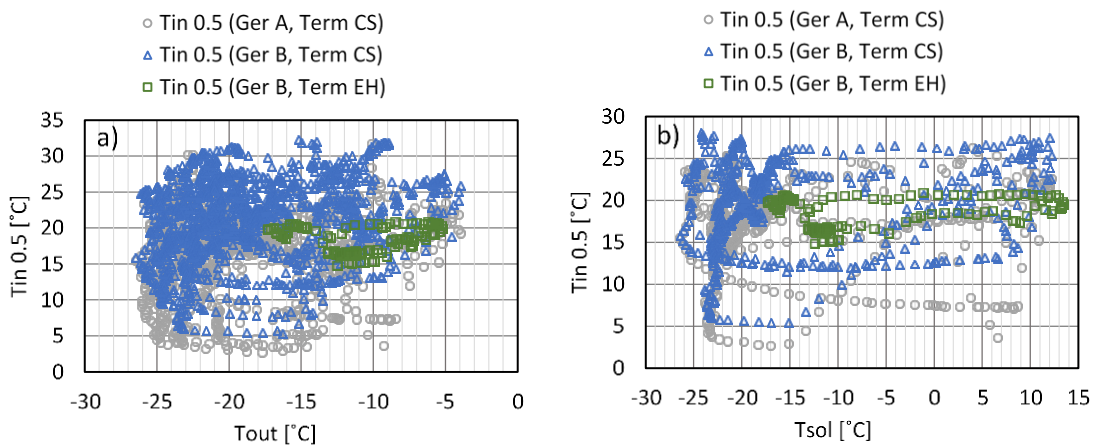 Tin 0.5 (Ger A, Term CS)
Tin 0.5 (Ger B, Term CS)
Tin 0.5 (Ger B, Term EH)
a)
35
30
25
20
15
10
5
0
Tin 0.5 [˚C]
-30 -25 -20 -15 -10 -5 0
Tout [˚C]
Tin 0.5 (Ger A, Term CS)
Tin 0.5 (Ger B, Term CS)
Tin 0.5 (Ger B, Term EH)
b)
30
25
20
15
10
5
0
Tin 0.5 [˚C]
-30 -25 -20 -15 -10 -5 0 5 10 15
Tsol [˚C]